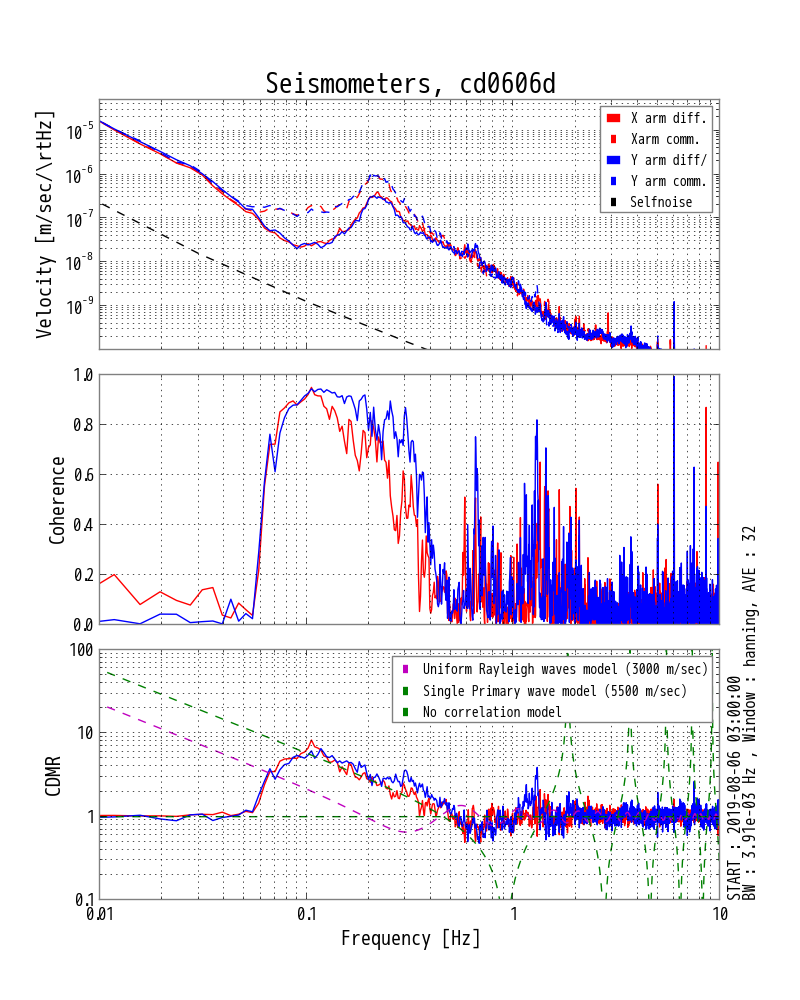 Seismometers, cd0606d
Velocity [m/sec/\rtHz]
10^-5
10^-6
10^-7
10^-8
10^-9
X arm diff.
Xarm comm.
Y arm diff/
Y arm comm.
Selfnoise
Coherence
1.0
0.8
0.6
0.4
0.2
0.0
CDMR
100
10
1
0.1
Uniform Rayleigh waves model (3000 m/sec)
Single Primary wave model (5500 m/sec)
No correlation model
0.01
0.1
1
10
Frequency [Hz]
START : 2019-08-06 03:00:00
BW : 3.91e-03 Hz , Window : hanning, AVE : 32